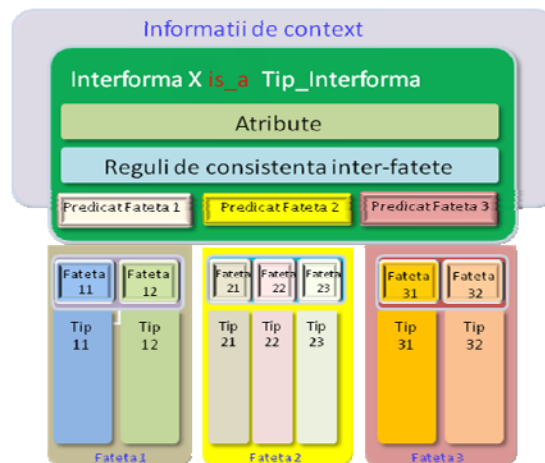 Informatii de context
Interforma X is_a Tip_Interforma
Atribute
Reguli de consistenta inter-fatete
Predicat Fateta 1
Predicat Fateta 2
Predicat Fateta 3
Fateta
11
Fateta
12
Fateta
21
Fateta
22
Fateta
23
Fateta
31
Fateta
32
Tip
11
Tip
12
Tip
21
Tip
22
Tip
23
Tip
31
Tip
32
Fateta 1
Fateta 2
Fateta 3